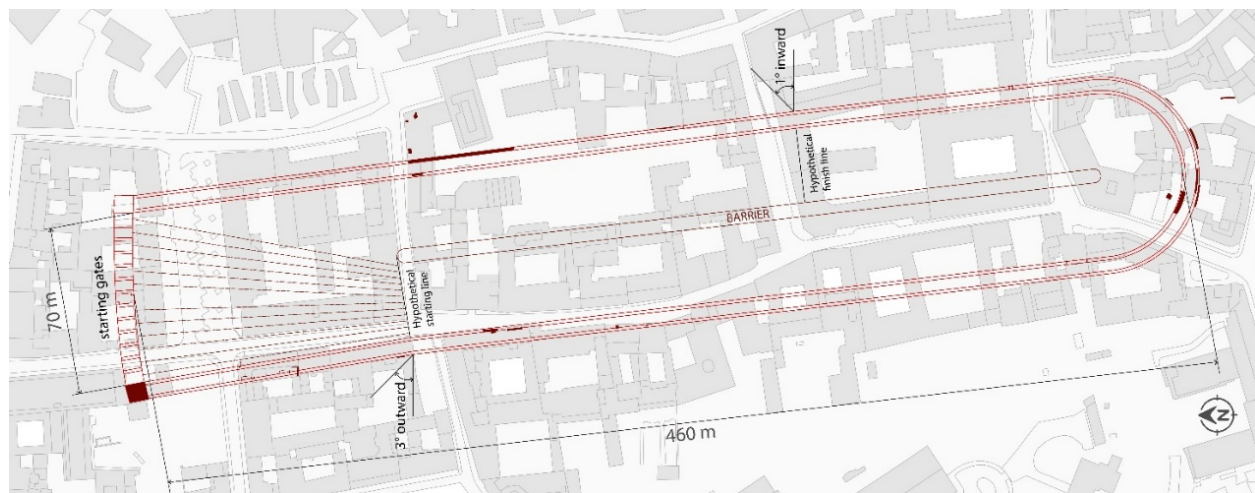 1° inward
Hypothetical
finish line
BARRIER
starting gates
70 m
Hypothetical
starting line
3° outward
460 m
N